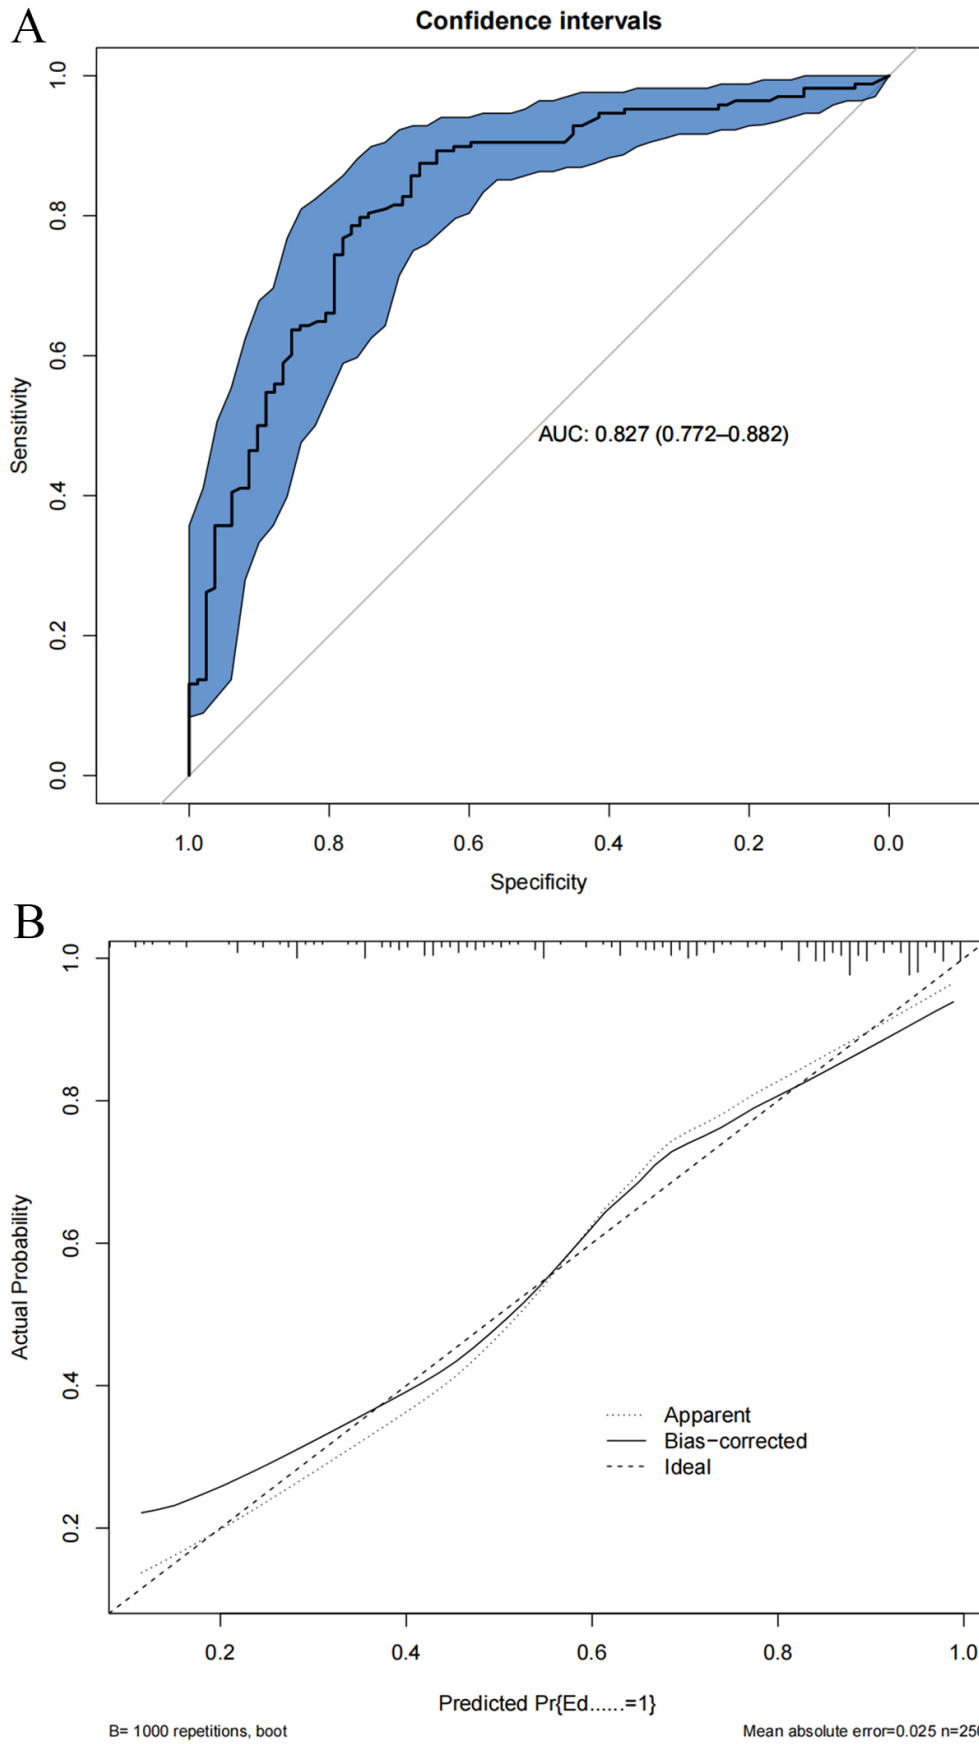 A
Confidence intervals
1.0
0.8
0.6
0.4
0.2
0.0
Sensitivity
AUC: 0.827 (0.772–0.882)
1.0 0.8 0.6 0.4 0.2 0.0
Specificity
B
1.0
0.8
0.6
0.4
0.2
Actual Probability
Apparent
Bias−corrected
Ideal
0.2 0.4 0.6 0.8 1.0
Predicted Pr{Ed......=1}
B= 1000 repetitions, boot
Mean absolute error=0.025 n=250